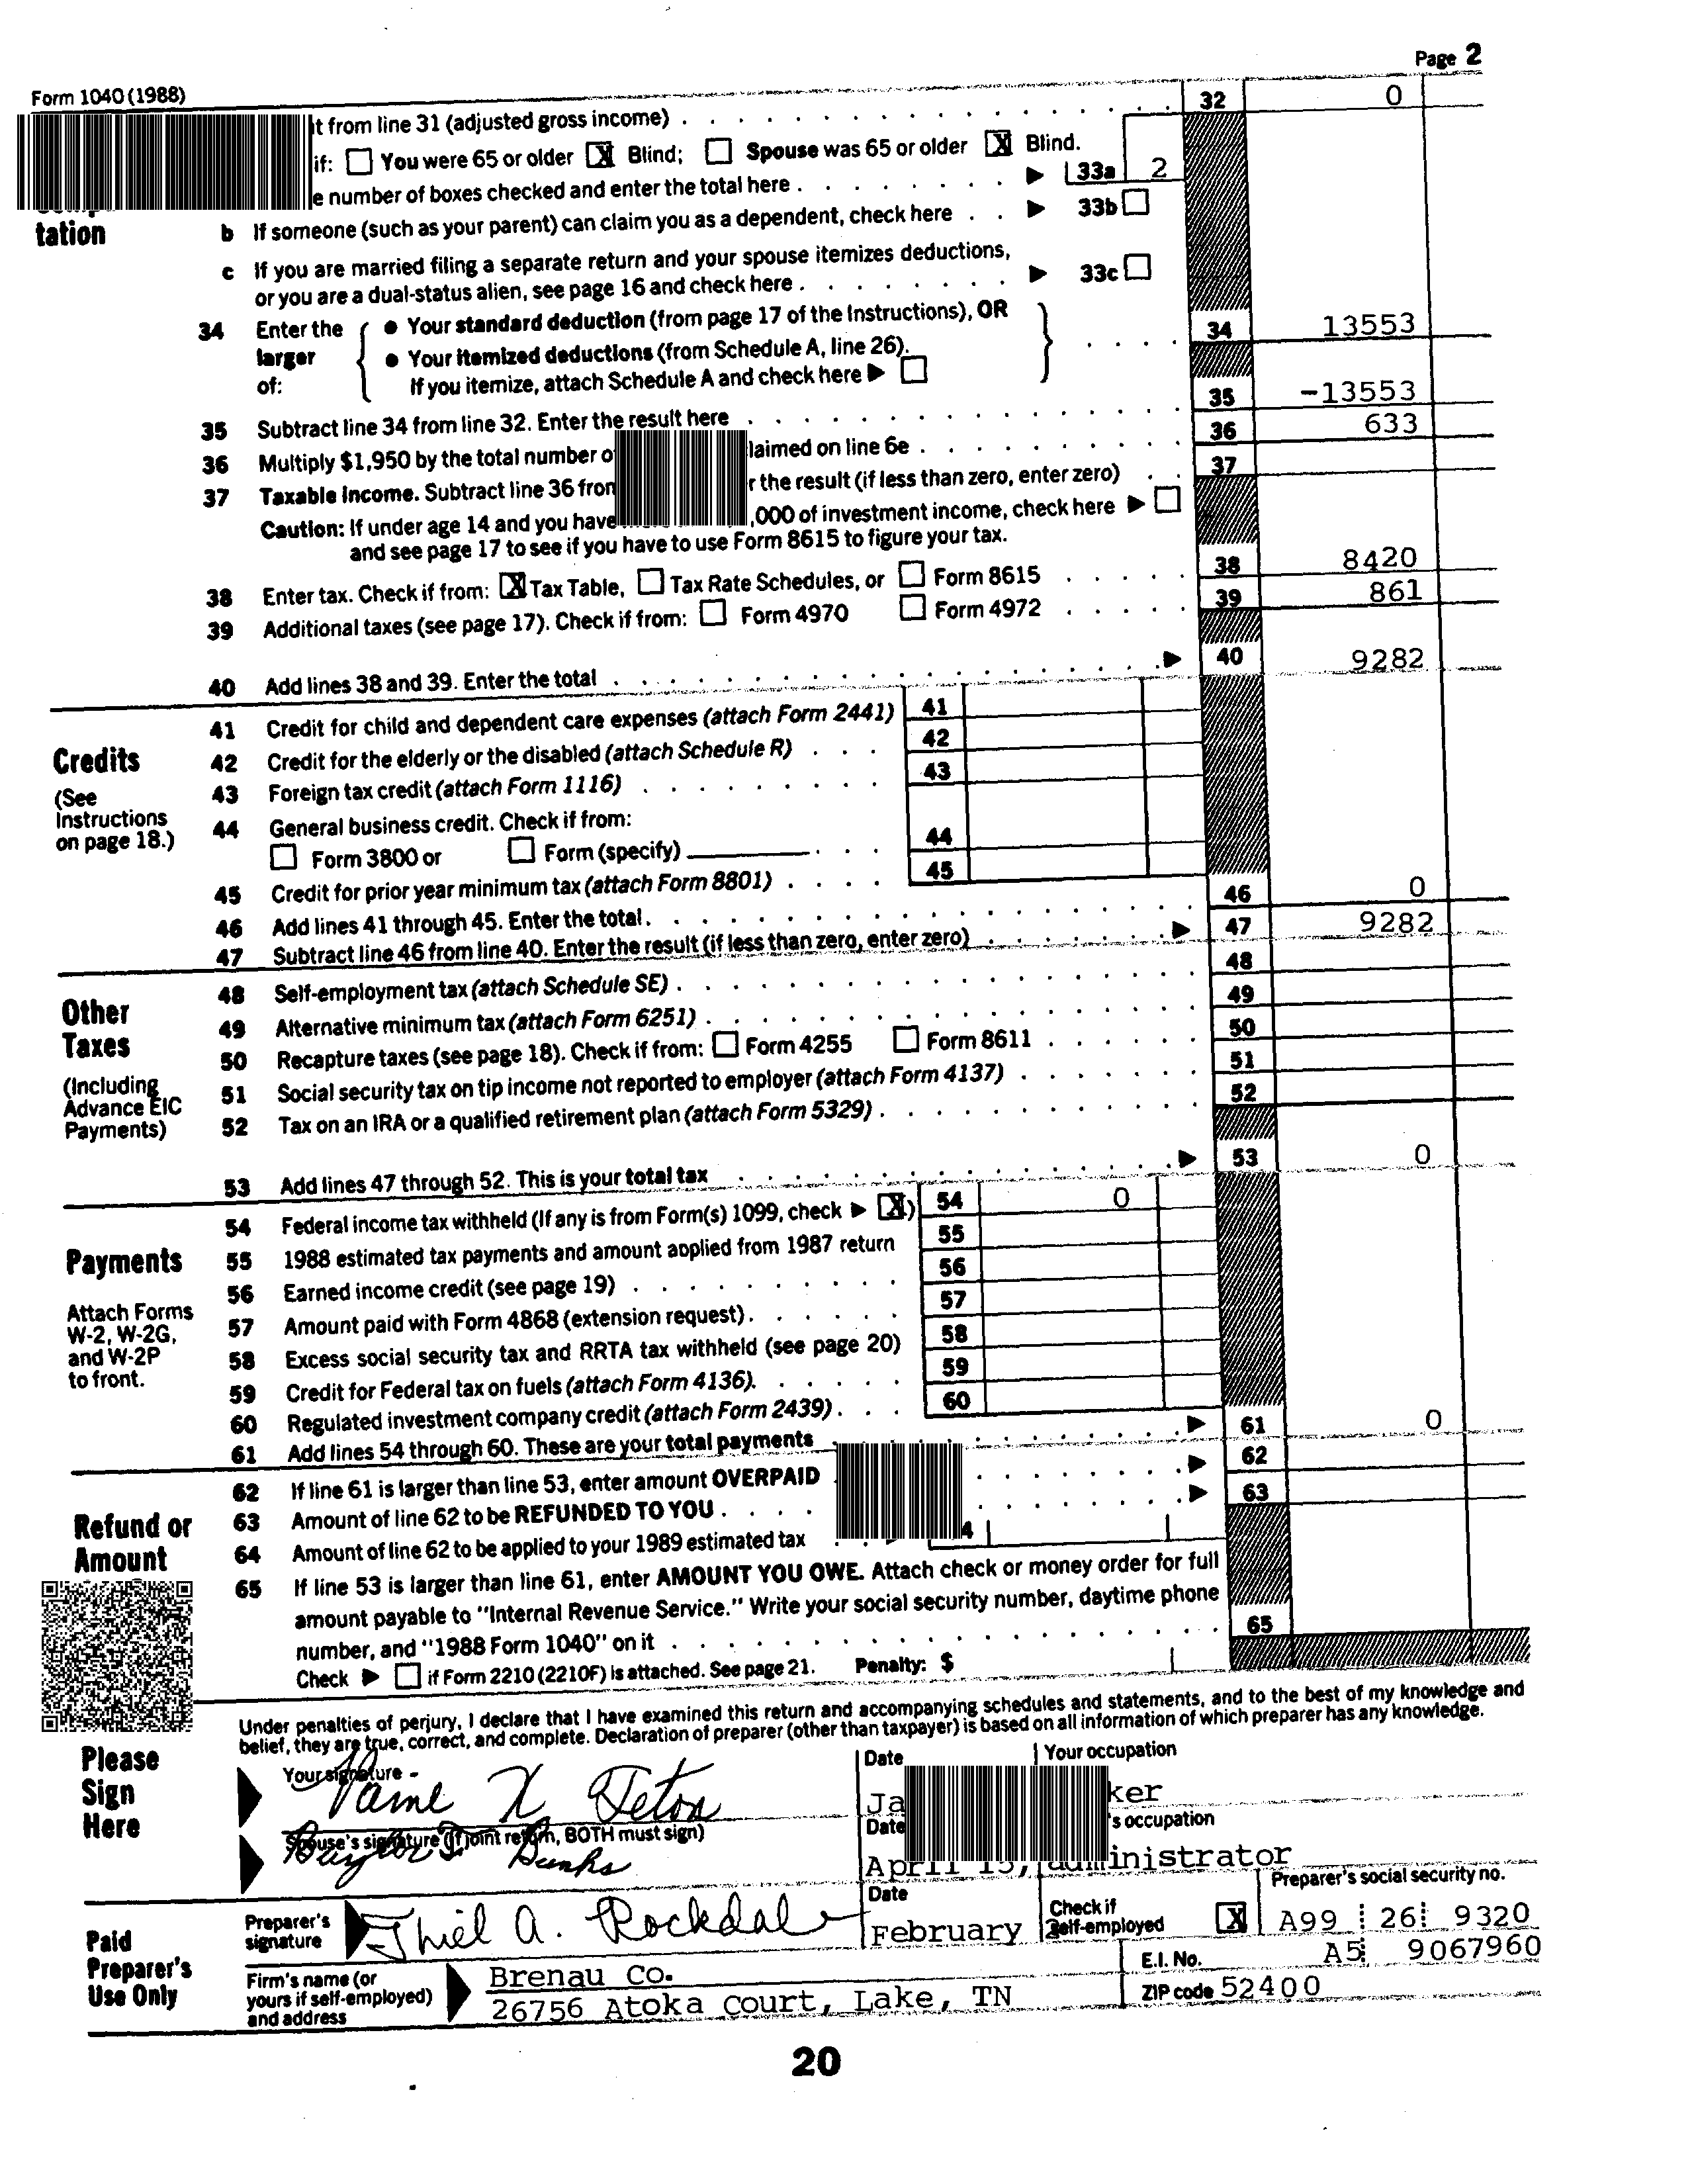 Page 2
Form 1040 (1988)
t from line 31 (adjusted gross income) 32 0
if: You were 65 or older X Blind; Spouse was 65 or older X Blind.
e number of boxes checked and enter the total here 33a 2
tation
b If someone (such as your parent) can claim you as a dependent, check here 33b
c If you are married filing a separate return and your spouse itemizes deductions,
or you are a dual-status alien, see page 16 and check here 33c
34 Enter the larger of:
● Your standard deduction (from page 17 of the Instructions), OR
● Your itemized deductions (from Schedule A, line 26).
If you itemize, attach Schedule A and check here
34 13553
35 Subtract line 34 from line 32. Enter the result here 35 -13553
36 Multiply $1,950 by the total number laimed on line 6e 36 633
37 Taxable income. Subtract line 36 r the result (if less than zero, enter zero) 37
Caution: If under age 14 and you have ,000 of investment income, check here
and see page 17 to see if you have to use Form 8615 to figure your tax.
38 Enter tax. Check if from: X Tax Table, Tax Rate Schedules, or Form 8615 38 8420
39 Additional taxes (see page 17). Check if from: Form 4970 Form 4972 39 861
40 Add lines 38 and 39. Enter the total 40 9282
Credits
(See Instructions on page 18.)
41 Credit for child and dependent care expenses (attach Form 2441) 41
42 Credit for the elderly or the disabled (attach Schedule R) 42
43 Foreign tax credit (attach Form 1116) 43
44 General business credit. Check if from:
Form 3800 or Form (specify) 44
45 Credit for prior year minimum tax (attach Form 8801) 45
46 Add lines 41 through 45. Enter the total 46 0
47 Subtract line 46 from line 40. Enter the result (if less than zero, enter zero) 47 9282
Other Taxes
(Including Advance EIC Payments)
48 Self-employment tax (attach Schedule SE) 48
49 Alternative minimum tax (attach Form 6251) 49
50 Recapture taxes (see page 18). Check if from: Form 4255 Form 8611 50
51 Social security tax on tip income not reported to employer (attach Form 4137) 51
52 Tax on an IRA or a qualified retirement plan (attach Form 5329) 52
53 Add lines 47 through 52. This is your total tax 53 0
Payments
Attach Forms W-2, W-2G, and W-2P to front.
54 Federal income tax withheld (If any is from Form(s) 1099, check X) 54 0
55 1988 estimated tax payments and amount applied from 1987 return 55
56 Earned income credit (see page 19) 56
57 Amount paid with Form 4868 (extension request) 57
58 Excess social security tax and RRTA tax withheld (see page 20) 58
59 Credit for Federal tax on fuels (attach Form 4136) 59
60 Regulated investment company credit (attach Form 2439) 60
61 Add lines 54 through 60. These are your total payments 61 0
Refund or Amount
62 If line 61 is larger than line 53, enter amount OVERPAID 62
63 Amount of line 62 to be REFUNDED TO YOU 63
64 Amount of line 62 to be applied to your 1989 estimated tax 4
65 If line 53 is larger than line 61, enter AMOUNT YOU OWE. Attach check or money order for full
amount payable to "Internal Revenue Service." Write your social security number, daytime phone
number, and "1988 Form 1040" on it 65
Check if Form 2210 (2210F) is attached. See page 21. Penalty: $
Under penalties of perjury, I declare that I have examined this return and accompanying schedules and statements, and to the best of my knowledge and
belief, they are true, correct, and complete. Declaration of preparer (other than taxpayer) is based on all information of which preparer has any knowledge.
Please Sign Here
Your signature Date Your occupation
X Teton Ja ker
Spouse's signature (if joint return, BOTH must sign) Date 's occupation
April 15, administrator
Paid Preparer's Use Only
Preparer's signature Thiel A. Rockdale Date February Check if self-employed X Preparer's social security no. A99 26 9320
Firm's name (or yours if self-employed) and address
Brenau Co. E.I. No. A5 9067960
26756 Atoka Court, Lake, TN ZIP code 52400
20